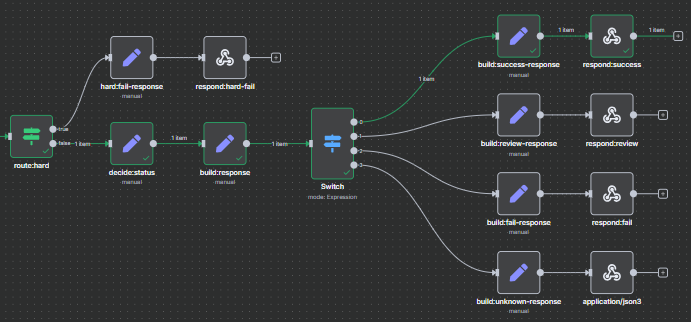 1 item
1 item
build:success-response
manual
respond:success
hard:fail-response
manual
respond:hard-fail
1 item
true
false
1 item
1 item
1 item
0
1
2
3
route:hard
decide:status
manual
build:response
manual
Switch
mode: Expression
build:review-response
manual
respond:review
build:fail-response
manual
respond:fail
build:unknown-response
manual
application/json3